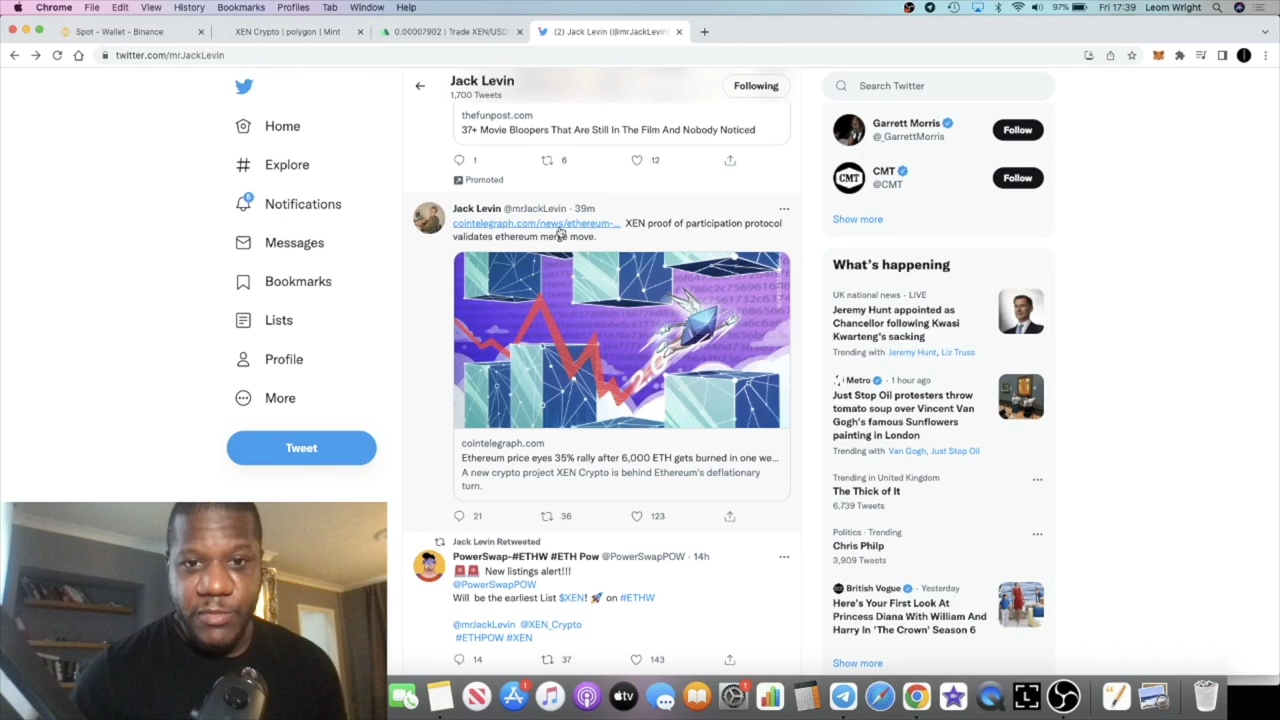 Chrome File Edit View History Bookmarks Profiles Tab Window Help
97% Fri 17:39 Leom Wright
Spot - Wallet - Binance
XEN Crypto | polygon | Mint
0.00007902 | Trade XEN/USDT
(2) Jack Levin (@mrJackLevin)
twitter.com/mrJackLevin
Home
Explore
6
Notifications
Messages
Bookmarks
Lists
Profile
More
Tweet
Jack Levin
1,700 Tweets
Following
thefunpost.com
37+ Movie Bloopers That Are Still In The Film And Nobody Noticed
1 6 12
Promoted
Jack Levin @mrJackLevin · 39m
cointelegraph.com/news/ethereum-... XEN proof of participation protocol
validates ethereum merge move.
2.0
cointelegraph.com
Ethereum price eyes 35% rally after 6,000 ETH gets burned in one we...
A new crypto project XEN Crypto is behind Ethereum's deflationary
turn.
21 36 123
Jack Levin Retweeted
PowerSwap-#ETHW #ETH Pow @PowerSwapPOW · 14h
🚨🚨 New listings alert!!!
@PowerSwapPOW
Will be the earliest List $XEN! 🚀 on #ETHW
@mrJackLevin @XEN_Crypto
#ETHPOW #XEN
14 37 143
Search Twitter
Garrett Morris
@_GarrettMorris
Follow
CMT
CMT
@CMT
Follow
Show more
What's happening
UK national news · LIVE
Jeremy Hunt appointed as
Chancellor following Kwasi
Kwarteng's sacking
Trending with Jeremy Hunt, Liz Truss
Metro · 1 hour ago
Just Stop Oil protesters throw
tomato soup over Vincent Van
Gogh's famous Sunflowers
painting in London
Trending with Van Gogh, Just Stop Oil
Trending in United Kingdom
The Thick of It
6,739 Tweets
Politics · Trending
Chris Philp
3,909 Tweets
British Vogue · Yesterday
Here's Your First Look At
Princess Diana With William And
Harry In 'The Crown' Season 6
Show more
1
tv
1